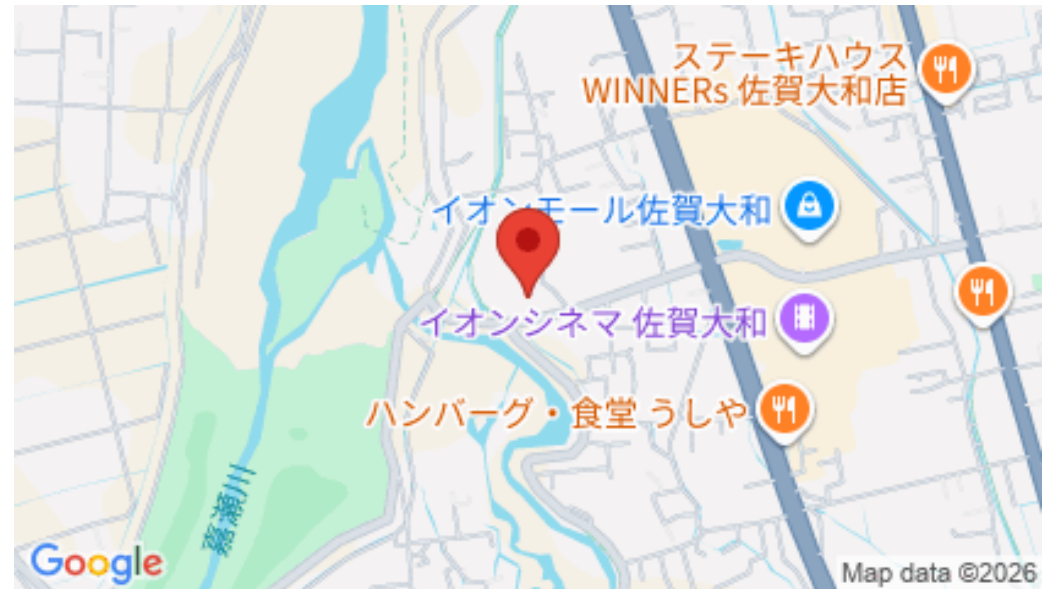 ステーキハウス
WINNERs 佐賀大和店
イオンモール佐賀大和
イオンシネマ 佐賀大和
ハンバーグ・食堂 うしや
嘉瀬川
Google
Map data ©2026